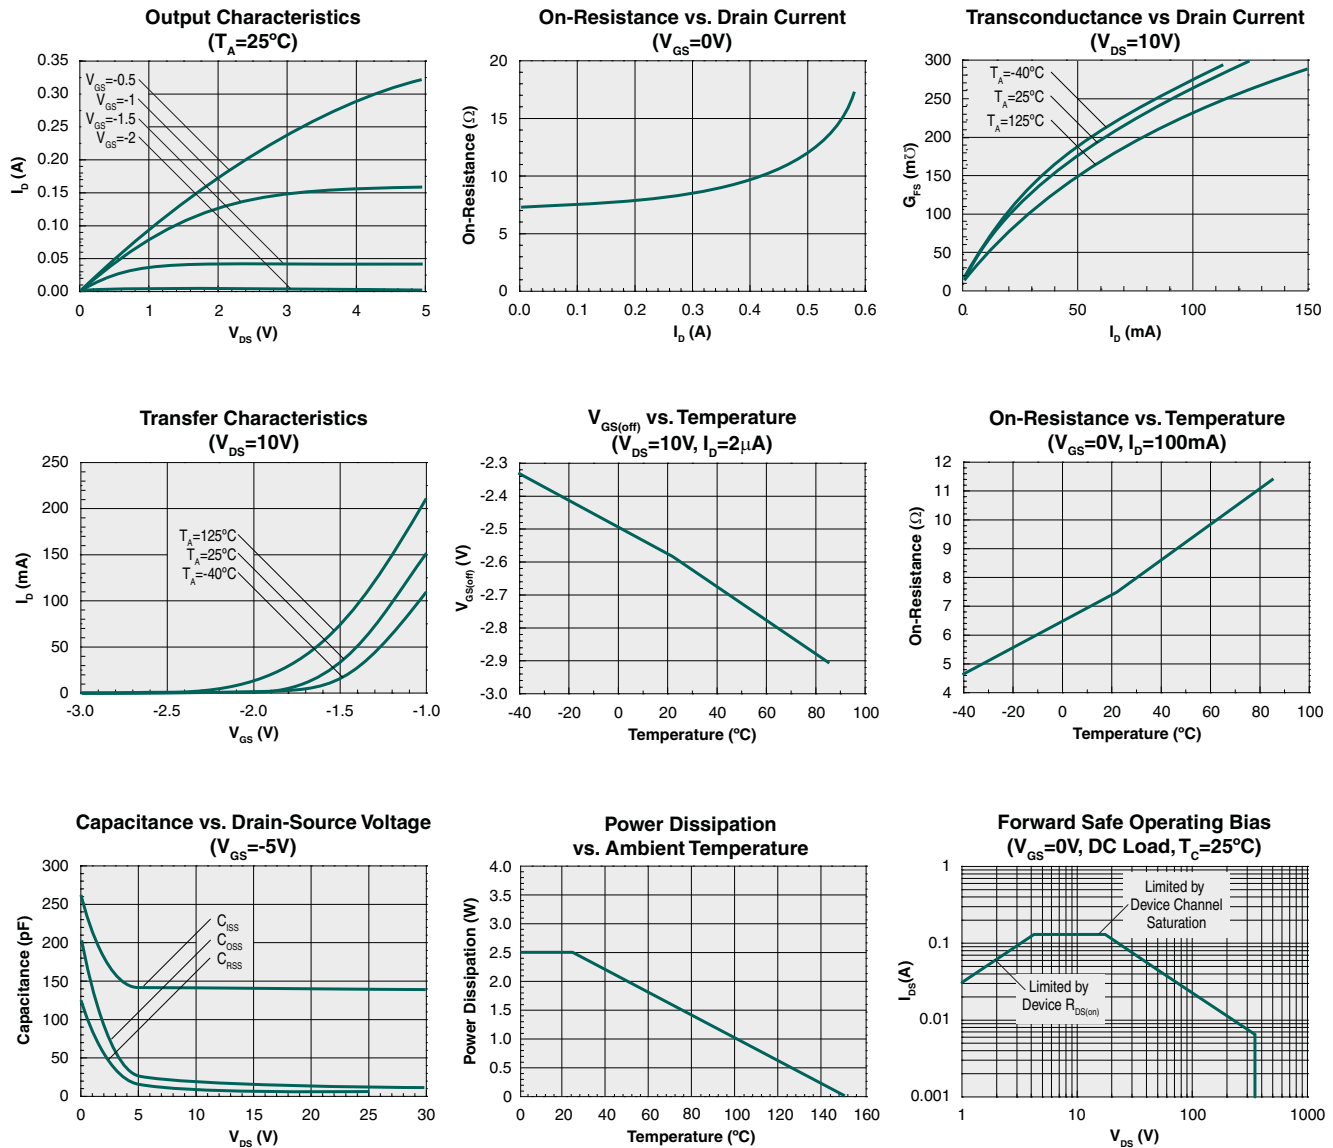 Output Characteristics
(TA=25ºC)
VGS=-0.5
VGS=-1
VGS=-1.5
VGS=-2
0.35
0.30
0.25
0.20
0.15
0.10
0.05
0.00
ID (A)
0 1 2 3 4 5
VDS (V)
On-Resistance vs. Drain Current
(VGS=0V)
20
15
10
5
0
On-Resistance (Ω)
0.0 0.1 0.2 0.3 0.4 0.5 0.6
ID (A)
Transconductance vs Drain Current
(VDS=10V)
TA=-40ºC
TA=25ºC
TA=125ºC
300
250
200
150
100
50
0
GFS (m℧)
0 50 100 150
ID (mA)
Transfer Characteristics
(VDS=10V)
TA=125ºC
TA=25ºC
TA=-40ºC
250
200
150
100
50
0
ID (mA)
-3.0 -2.5 -2.0 -1.5 -1.0
VGS (V)
VGS(off) vs. Temperature
(VDS=10V, ID=2μA)
-2.3
-2.4
-2.5
-2.6
-2.7
-2.8
-2.9
-3.0
VGS(off) (V)
-40 -20 0 20 40 60 80 100
Temperature (ºC)
On-Resistance vs. Temperature
(VGS=0V, ID=100mA)
12
11
10
9
8
7
6
5
4
On-Resistance (Ω)
-40 -20 0 20 40 60 80 100
Temperature (ºC)
Capacitance vs. Drain-Source Voltage
(VGS=-5V)
CISS
COSS
CRSS
300
250
200
150
100
50
0
Capacitance (pF)
0 5 10 15 20 25 30
VDS (V)
Power Dissipation
vs. Ambient Temperature
4.0
3.5
3.0
2.5
2.0
1.5
1.0
0.5
0
Power Dissipation (W)
0 20 40 60 80 100 120 140 160
Temperature (ºC)
Forward Safe Operating Bias
(VGS=0V, DC Load, TC=25ºC)
Limited by
Device Channel
Saturation
Limited by
Device RDS(on)
1
0.1
0.01
0.001
IDS(A)
1 10 100 1000
VDS (V)